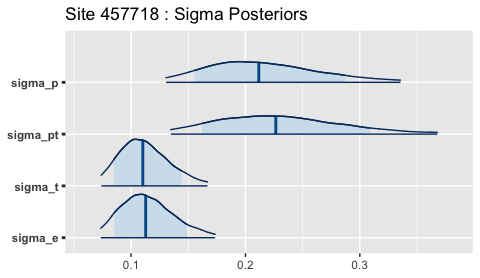 Site 457718 : Sigma Posteriors
sigma_p
sigma_pt
sigma_t
sigma_e
0.1 0.2 0.3